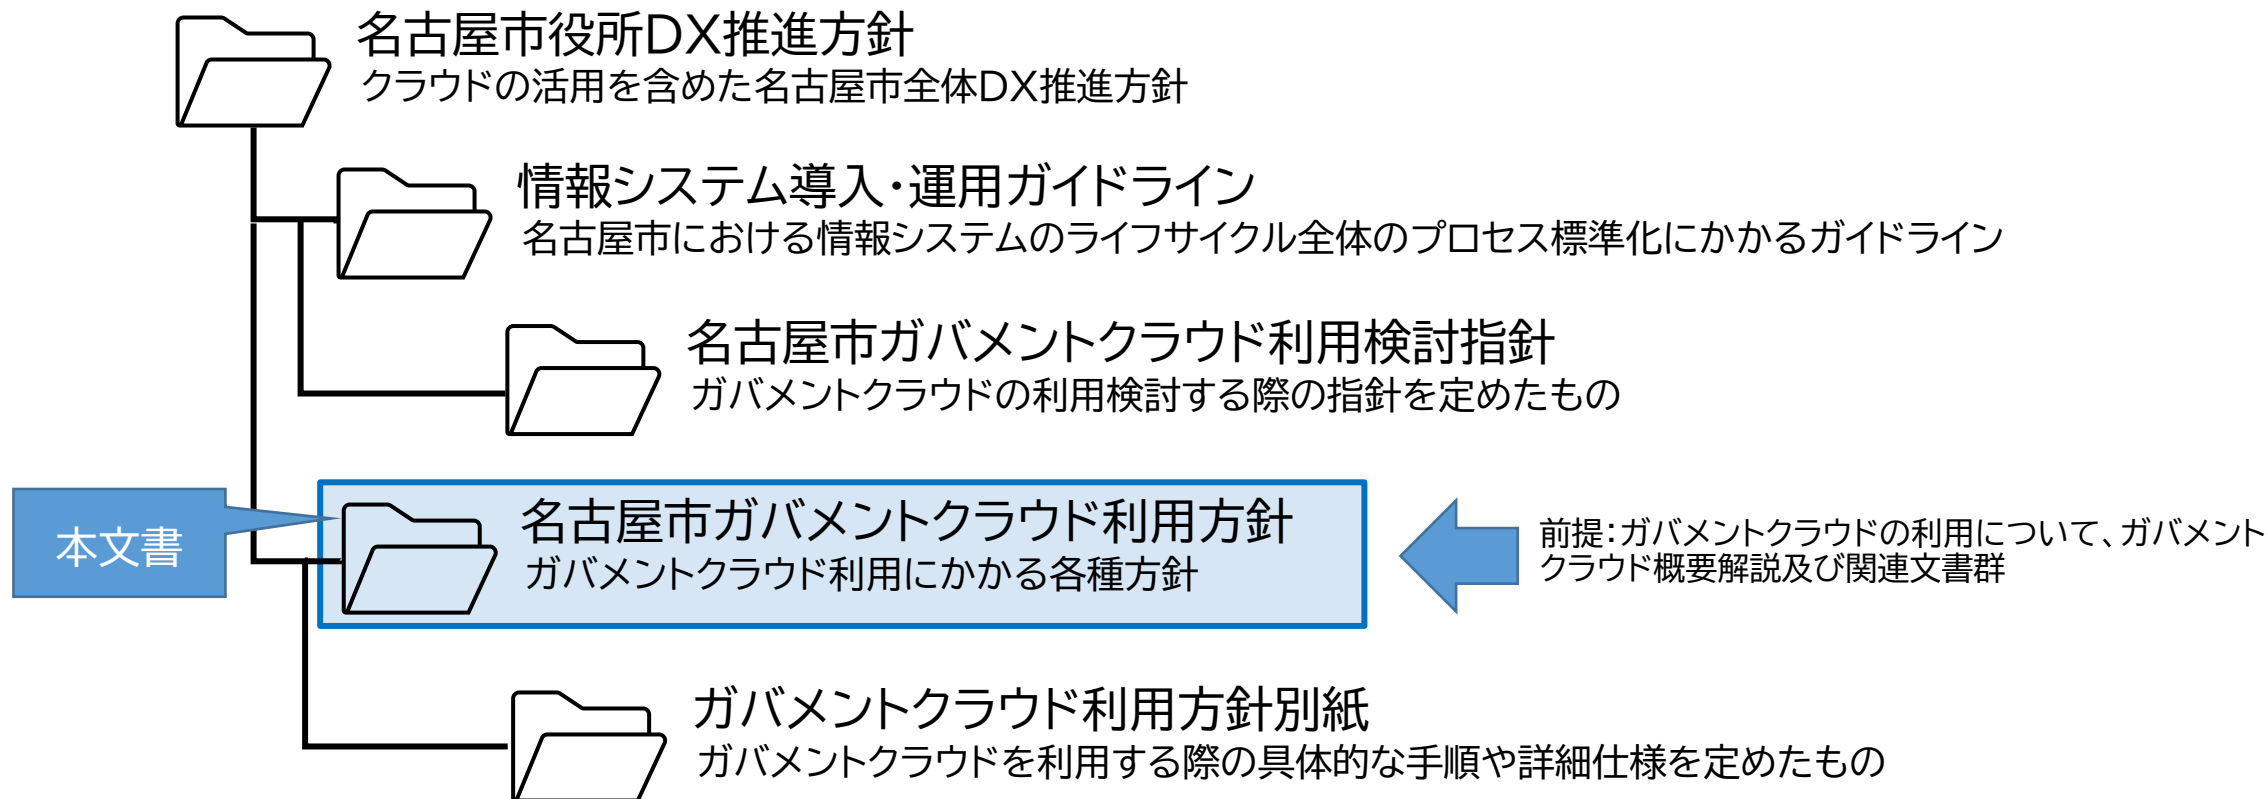 名古屋市役所DX推進方針
クラウドの活用を含めた名古屋市全体DX推進方針
情報システム導入・運用ガイドライン
名古屋市における情報システムのライフサイクル全体のプロセス標準化にかかるガイドライン
名古屋市ガバメントクラウド利用検討指針
ガバメントクラウドの利用検討する際の指針を定めたもの
本文書
名古屋市ガバメントクラウド利用方針
ガバメントクラウド利用にかかる各種方針
前提：ガバメントクラウドの利用について、ガバメント
クラウド概要解説及び関連文書群
ガバメントクラウド利用方針別紙
ガバメントクラウドを利用する際の具体的な手順や詳細仕様を定めたもの